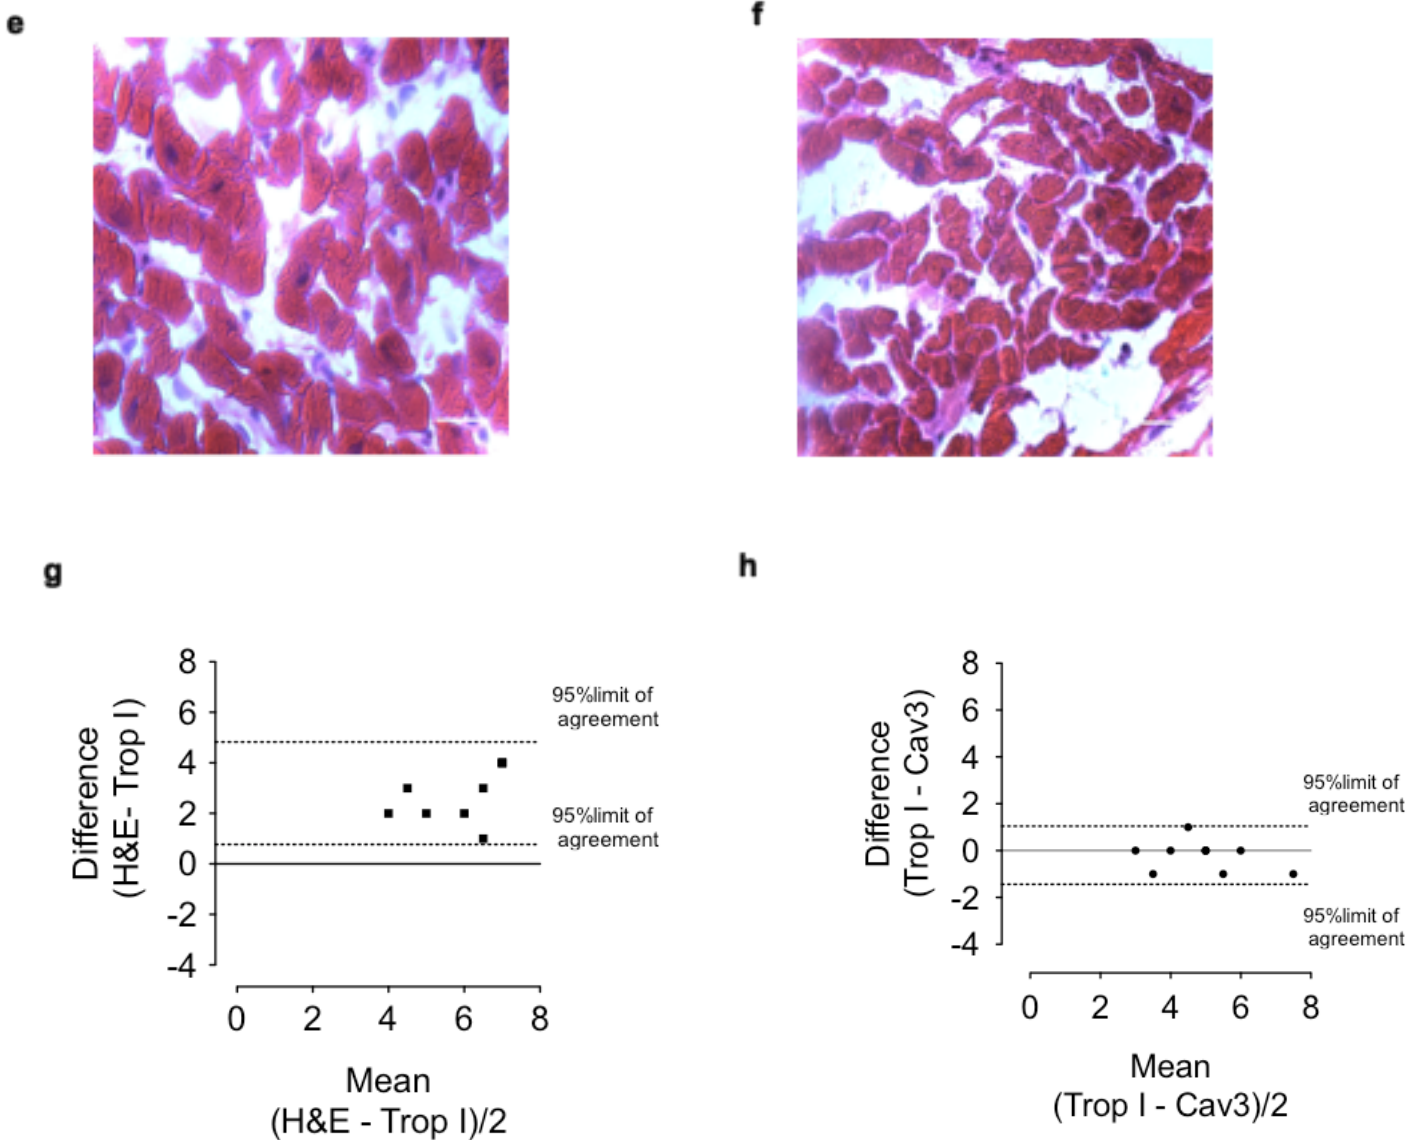 e
f
g
h
8
6
4
2
0
-2
-4
Difference
(H&E- Trop I)
95%limit of
agreement
95%limit of
agreement
0 2 4 6 8
Mean
(H&E - Trop I)/2
8
6
4
2
0
-2
-4
Difference
(Trop I - Cav3)
95%limit of
agreement
95%limit of
agreement
0 2 4 6 8
Mean
(Trop I - Cav3)/2